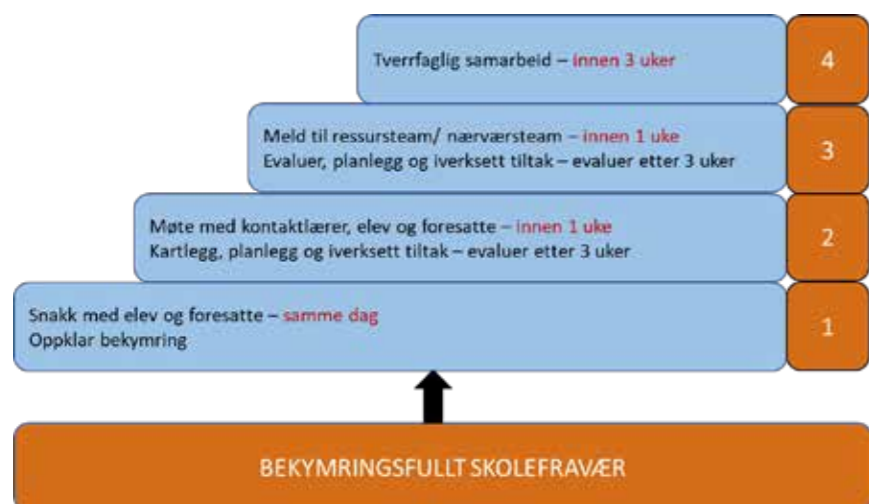 Tverrfaglig samarbeid – innen 3 uker
4
Meld til ressursteam/ nærværsteam – innen 1 uke
Evaluer, planlegg og iverksett tiltak – evaluer etter 3 uker
3
Møte med kontaktlærer, elev og foresatte – innen 1 uke
Kartlegg, planlegg og iverksett tiltak – evaluer etter 3 uker
2
Snakk med elev og foresatte – samme dag
Oppklar bekymring
1
BEKYMRINGSFULLT SKOLEFRAVÆR